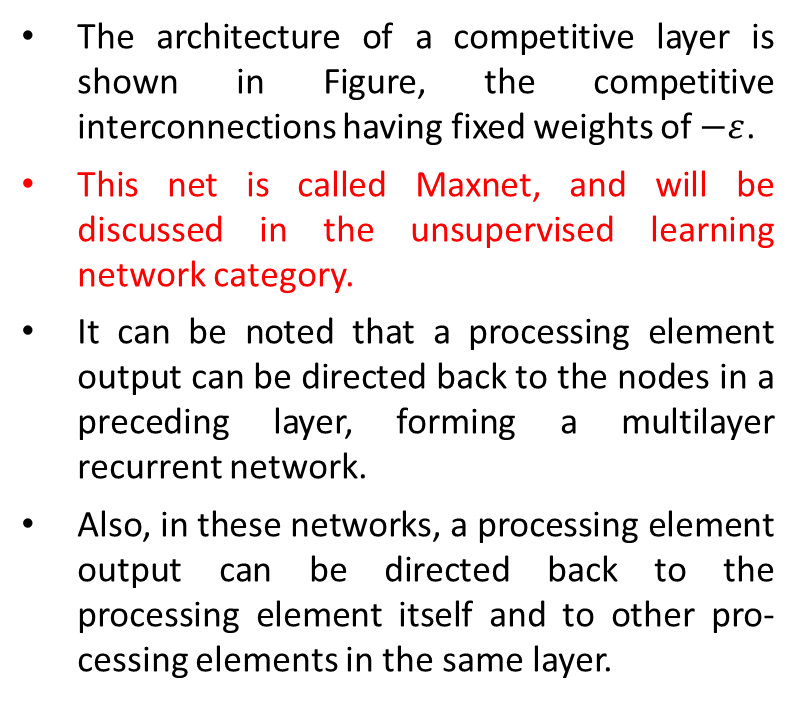 • The architecture of a competitive layer is
shown in Figure, the competitive
interconnections having fixed weights of −ε.
• This net is called Maxnet, and will be
discussed in the unsupervised learning
network category.
• It can be noted that a processing element
output can be directed back to the nodes in a
preceding layer, forming a multilayer
recurrent network.
• Also, in these networks, a processing element
output can be directed back to the
processing element itself and to other pro-
cessing elements in the same layer.